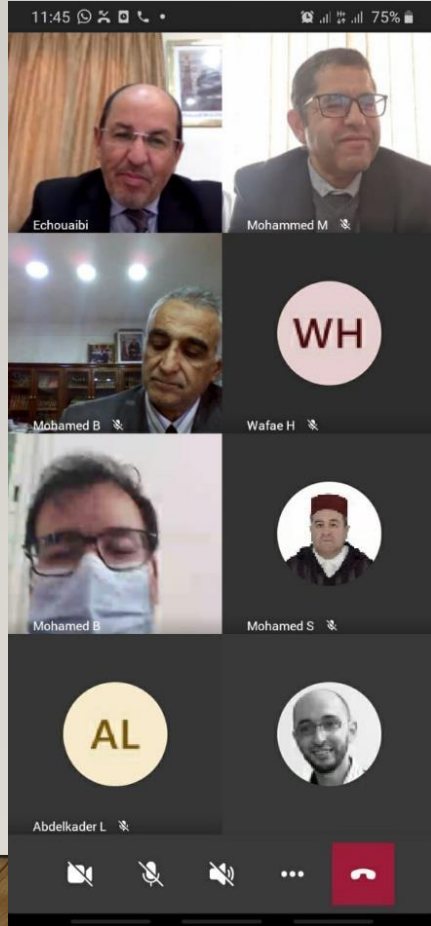 11:45
75%
Echouaibi
Mohammed M
Mohamed B
WH
Wafae H
Mohamed B
Mohamed S
AL
Abdelkader L